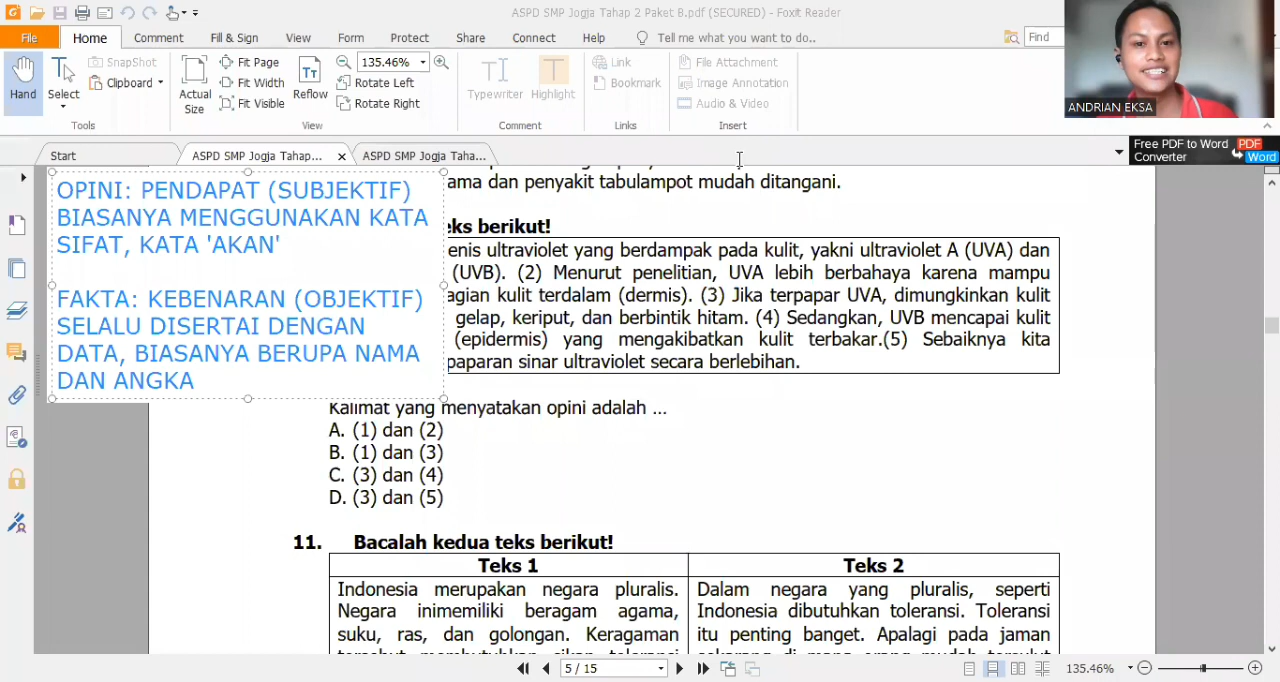 ASPD SMP Jogja Tahap 2 Paket B.pdf (SECURED) - Foxit Reader
File Home Comment Fill & Sign View Form Protect Share Connect Help Tell me what you want to do.. Find
Hand
Select
SnapShot
Clipboard
Tools
Actual Size
Fit Page
Fit Width
Fit Visible
Reflow
135.46%
Rotate Left
Rotate Right
View
Typewriter
Highlight
Comment
Link
Bookmark
Links
File Attachment
Image Annotation
Audio & Video
Insert
ANDRIAN EKSA
Start ASPD SMP Jogja Tahap... ASPD SMP Jogja Taha...
Free PDF to Word Converter
PDF
Word
OPINI: PENDAPAT (SUBJEKTIF)
BIASANYA MENGGUNAKAN KATA
SIFAT, KATA 'AKAN'
FAKTA: KEBENARAN (OBJEKTIF)
SELALU DISERTAI DENGAN
DATA, BIASANYA BERUPA NAMA
DAN ANGKA
ama dan penyakit tabulampot mudah ditangani.
eks berikut!
enis ultraviolet yang berdampak pada kulit, yakni ultraviolet A (UVA) dan
(UVB). (2) Menurut penelitian, UVA lebih berbahaya karena mampu
agian kulit terdalam (dermis). (3) Jika terpapar UVA, dimungkinkan kulit
gelap, keriput, dan berbintik hitam. (4) Sedangkan, UVB mencapai kulit
(epidermis) yang mengakibatkan kulit terbakar.(5) Sebaiknya kita
paparan sinar ultraviolet secara berlebihan.
Kalimat yang menyatakan opini adalah ...
A. (1) dan (2)
B. (1) dan (3)
C. (3) dan (4)
D. (3) dan (5)
11. Bacalah kedua teks berikut!
Teks 1
Indonesia merupakan negara pluralis.
Negara inimemiliki beragam agama,
suku, ras, dan golongan. Keragaman
Teks 2
Dalam negara yang pluralis, seperti
Indonesia dibutuhkan toleransi. Toleransi
itu penting banget. Apalagi pada jaman
5 / 15
135.46%